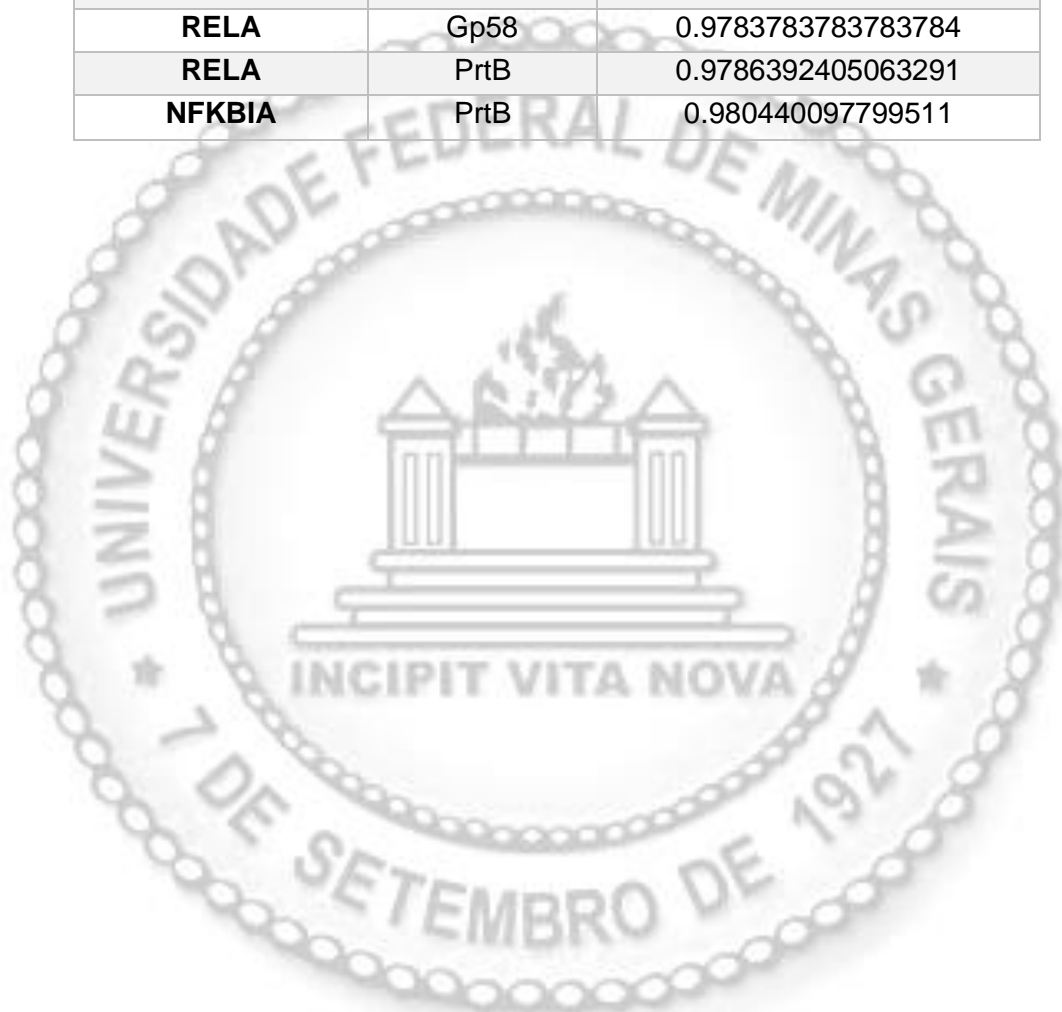 RELA Gp58 0.9783783783783784
RELA PrtB 0.9786392405063291
NFKBIA PrtB 0.980440097799511
UNIVERSIDADE FEDERAL DE MINAS GERAIS
INCIPIT VITA NOVA
* 7 DE SETEMBRO DE 1927 *